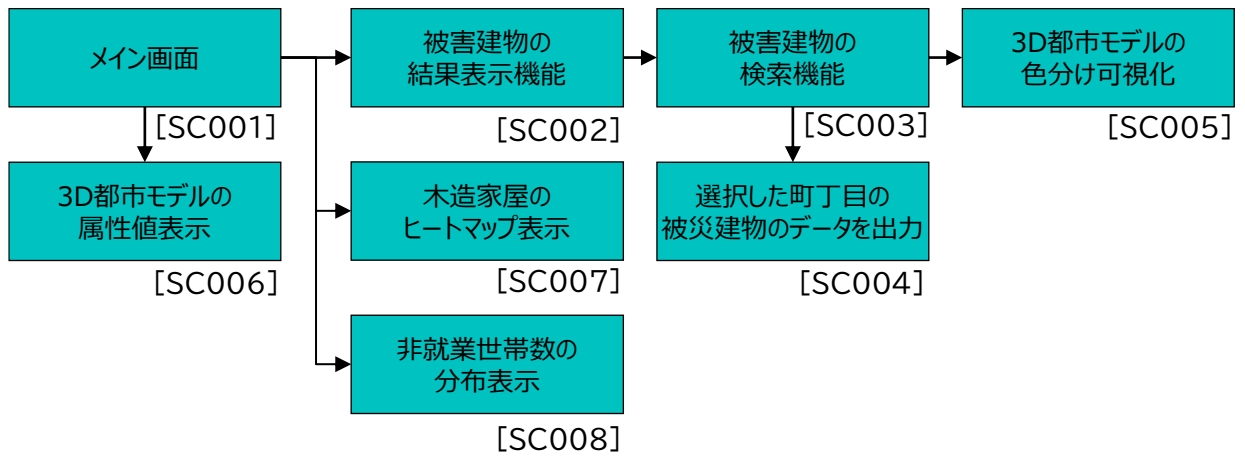 メイン画面
[SC001]
被害建物の
結果表示機能
[SC002]
被害建物の
検索機能
[SC003]
3D都市モデルの
色分け可視化
[SC005]
3D都市モデルの
属性値表示
[SC006]
木造家屋の
ヒートマップ表示
[SC007]
選択した町丁目の
被災建物のデータを出力
[SC004]
非就業世帯数の
分布表示
[SC008]